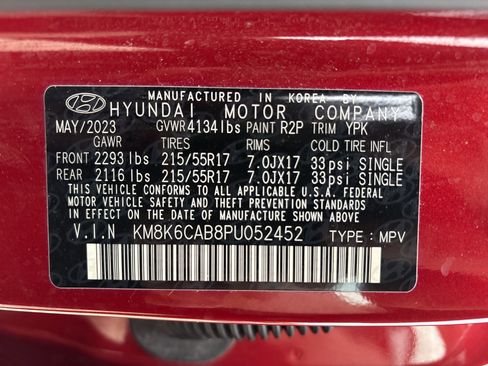 MANUFACTURED IN KOREA BY
HYUNDAI MOTOR COMPANY
MAY/2023 GVWR 4134 lbs PAINT R2P TRIM YPK
GAWR TIRES RIMS COLD TIRE INFL
FRONT 2293 lbs 215/55R17 7.0JX17 33psi SINGLE
REAR 2116 lbs 215/55R17 7.0JX17 33psi SINGLE
THIS VEHICLE CONFORMS TO ALL APPLICABLE U.S.A. FEDERAL
MOTOR VEHICLE SAFETY AND THEFT PREVENTION STANDARDS
IN EFFECT ON THE DATE OF MANUFACTURE SHOWN ABOVE.
V.I.N KM8K6CAB8PU052452 TYPE : MPV